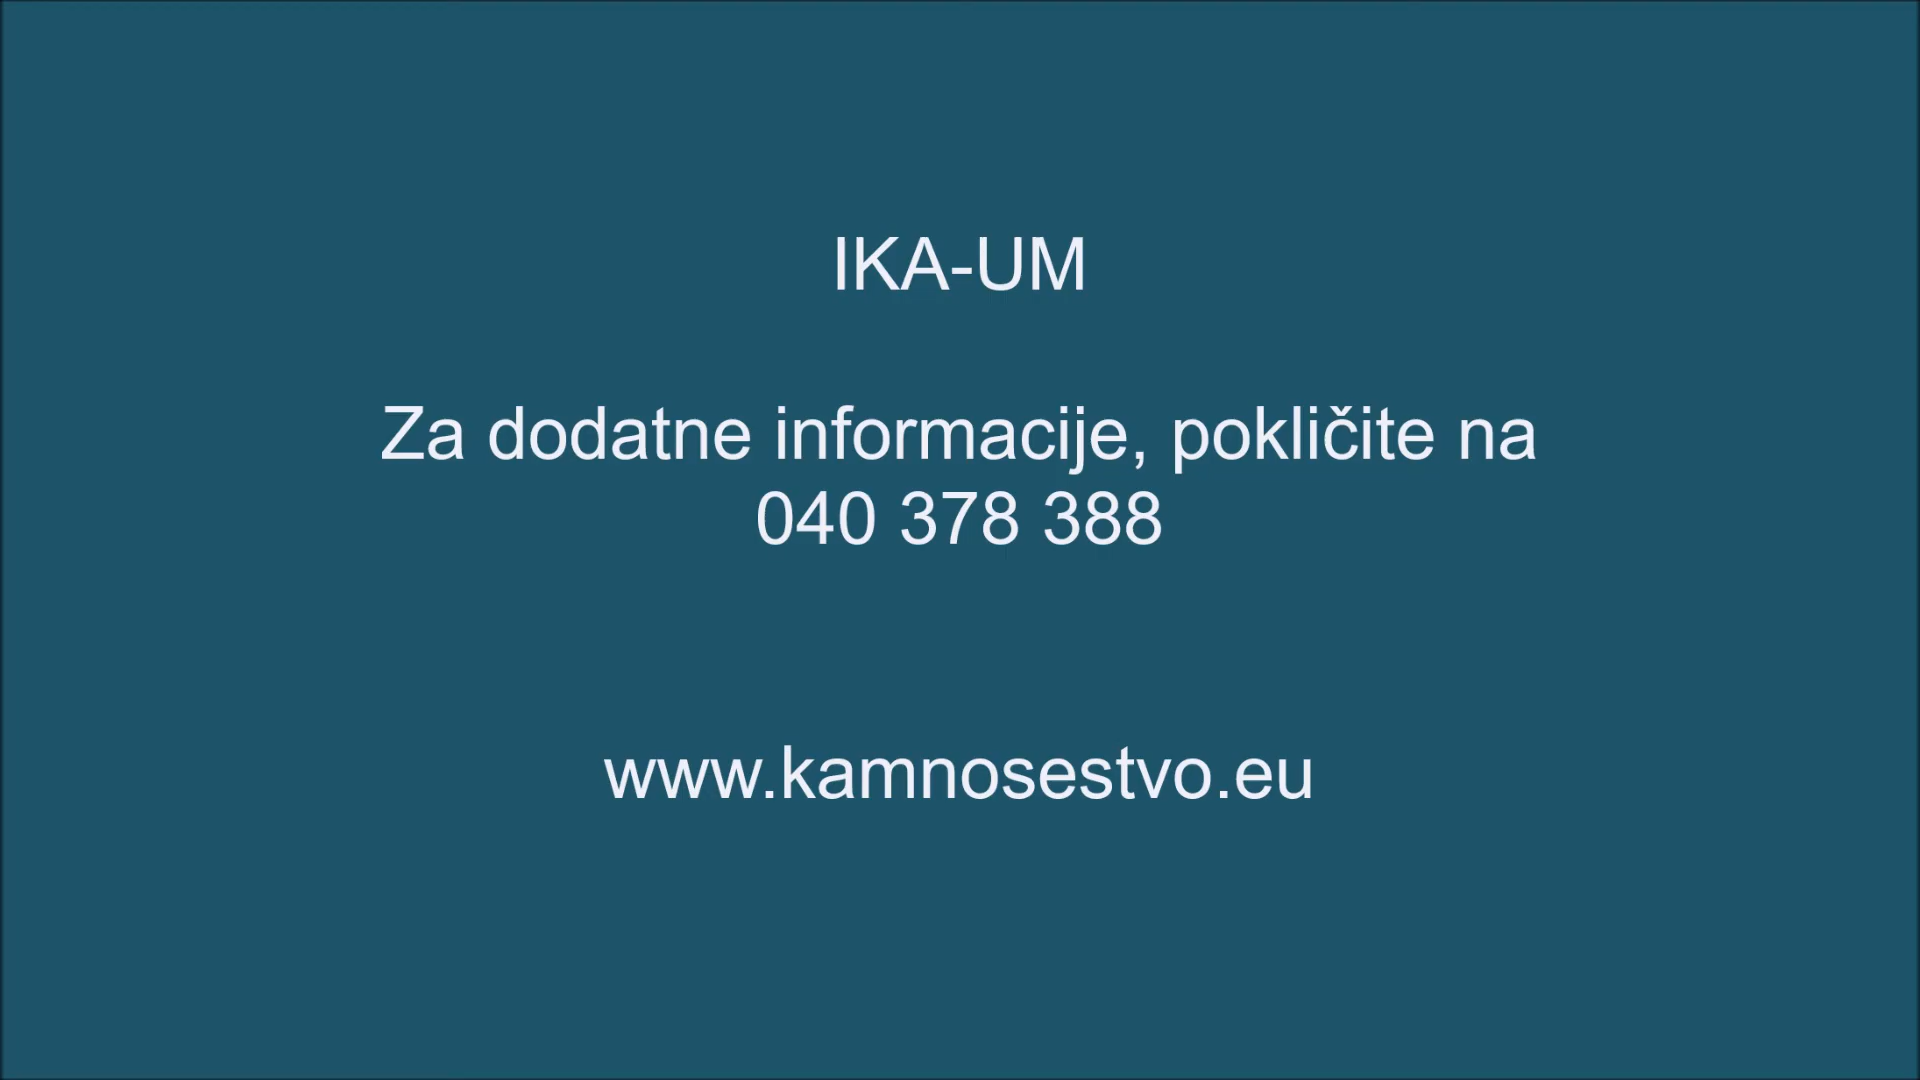 IKA-UM
Za dodatne informacije, pokličite na
040 378 388
www.kamnosestvo.eu